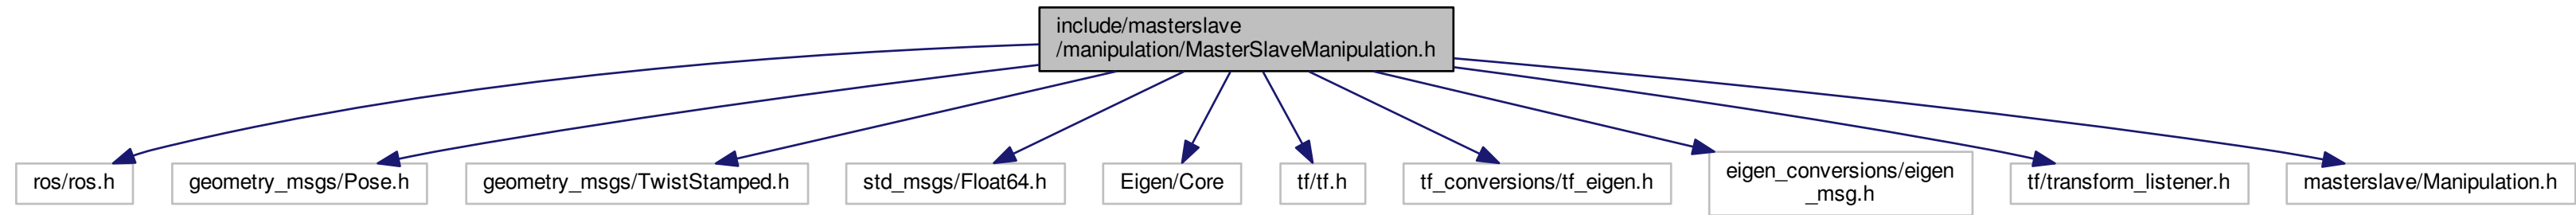 include/masterslave
/manipulation/MasterSlaveManipulation.h
ros/ros.h
geometry_msgs/Pose.h
geometry_msgs/TwistStamped.h
std_msgs/Float64.h
Eigen/Core
tf/tf.h
tf_conversions/tf_eigen.h
eigen_conversions/eigen
_msg.h
tf/transform_listener.h
masterslave/Manipulation.h